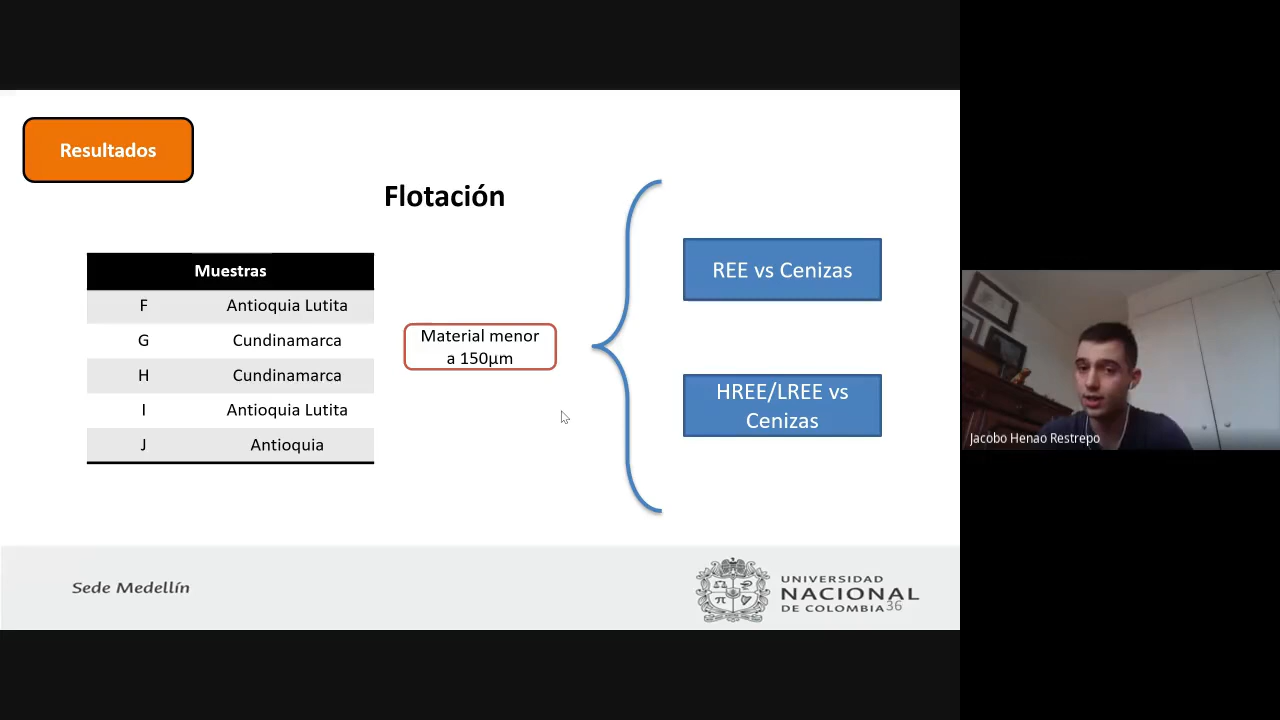 Resultados
Flotación
Muestras
F Antioquia Lutita
G Cundinamarca
H Cundinamarca
I Antioquia Lutita
J Antioquia
Material menor
a 150µm
REE vs Cenizas
HREE/LREE vs
Cenizas
Jacobo Henao Restrepo
Sede Medellín
UNIVERSIDAD
NACIONAL
DE COLOMBIA
36